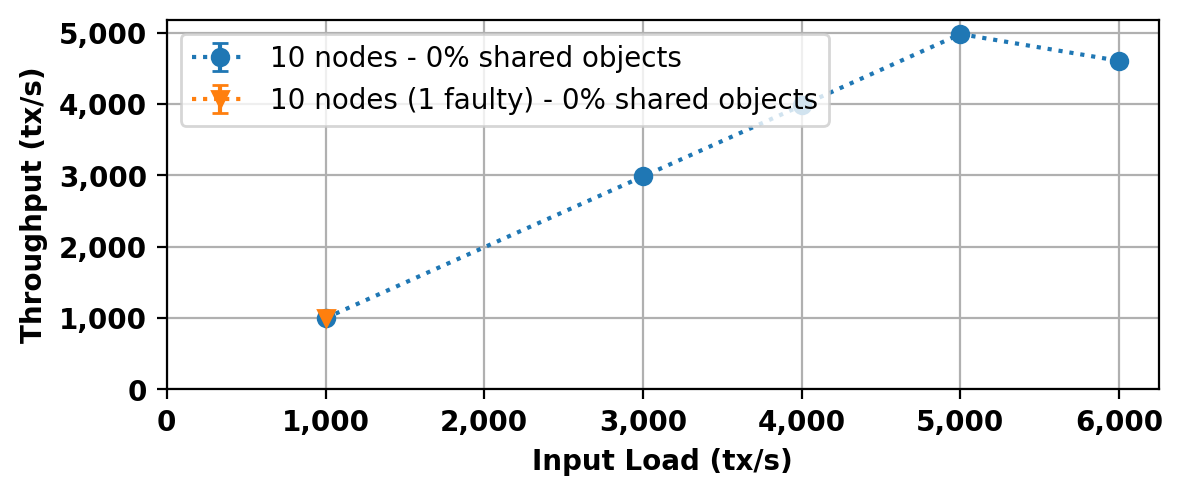 5,000
4,000
3,000
2,000
1,000
0
Throughput (tx/s)
10 nodes - 0% shared objects
10 nodes (1 faulty) - 0% shared objects
0 1,000 2,000 3,000 4,000 5,000 6,000
Input Load (tx/s)